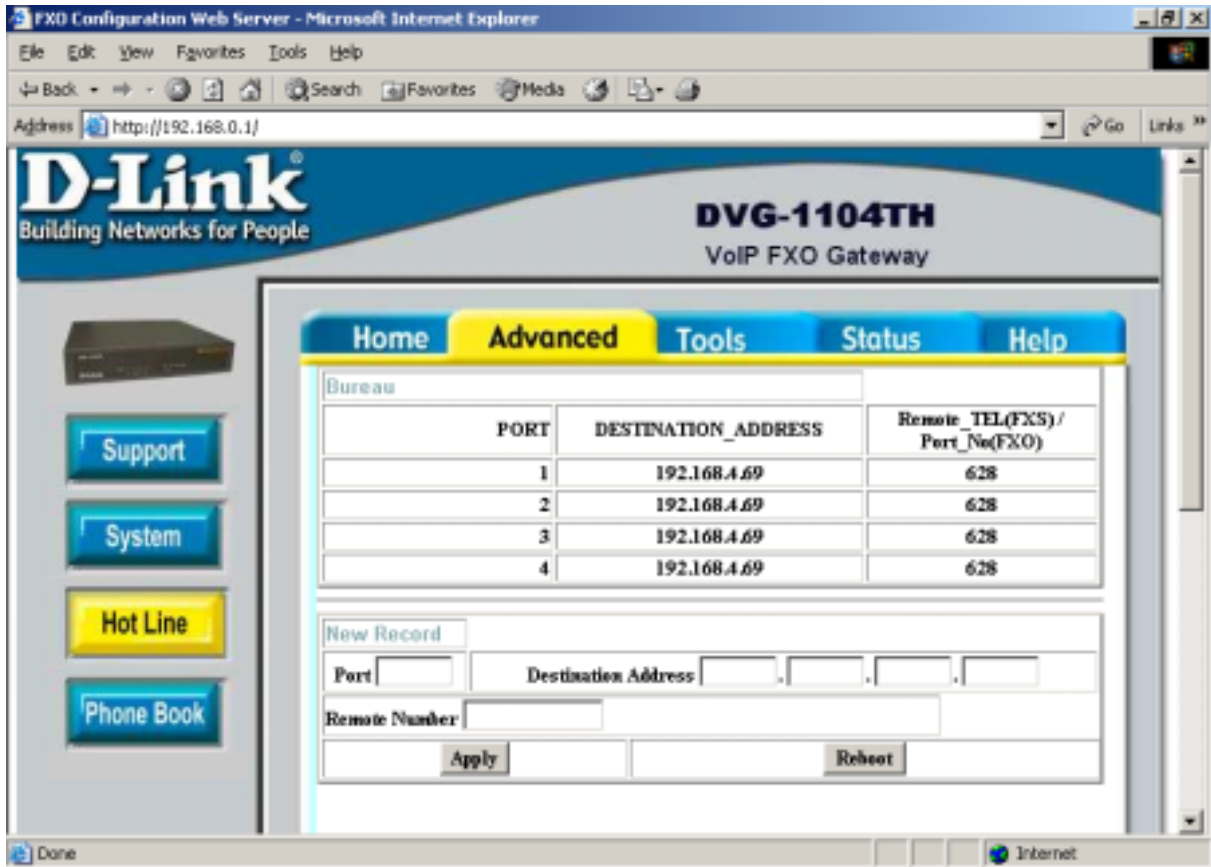 FXO Configuration Web Server - Microsoft Internet Explorer
File Edit View Favorites Tools Help
Back Search Favorites Media
Address http://192.168.0.1/ Go Links »
D-Link®
Building Networks for People
DVG-1104TH
VoIP FXO Gateway
Home Advanced Tools Status Help
Support
System
Hot Line
Phone Book
Bureau
PORT DESTINATION_ADDRESS Remote_TEL(FXS) / Port_No(FXO)
1 192.168.4.69 628
2 192.168.4.69 628
3 192.168.4.69 628
4 192.168.4.69 628
New Record
Port Destination Address . . .
Remote Number
Apply Reboot
Done Internet